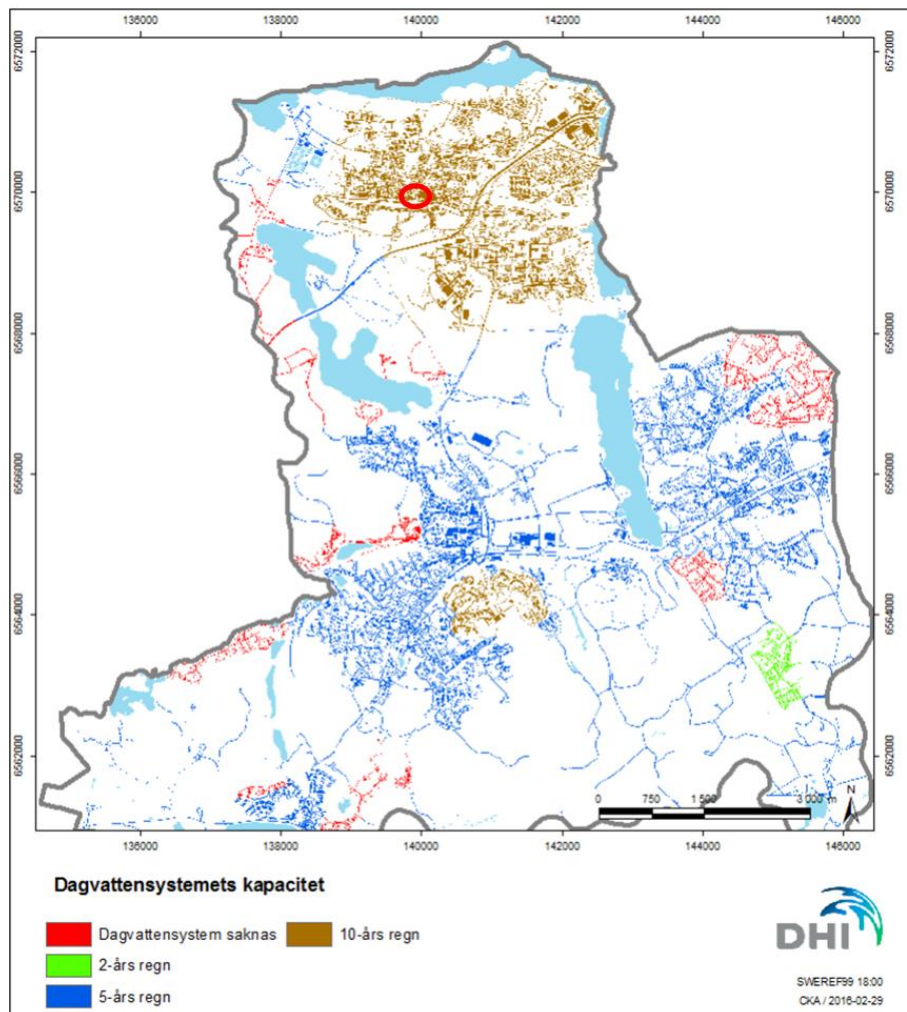 136000 138000 140000 142000 144000 146000
6572000 6572000
6570000 6570000
6568000 6568000
6566000 6566000
6564000 6564000
6562000 6562000
N
0 750 1 500 3 000 m
136000 138000 140000 142000 144000 146000
Dagvattensystemets kapacitet
Dagvattensystem saknas 10-års regn
2-års regn
5-års regn
DHI
SWEREF99 18:00
CKA / 2016-02-29